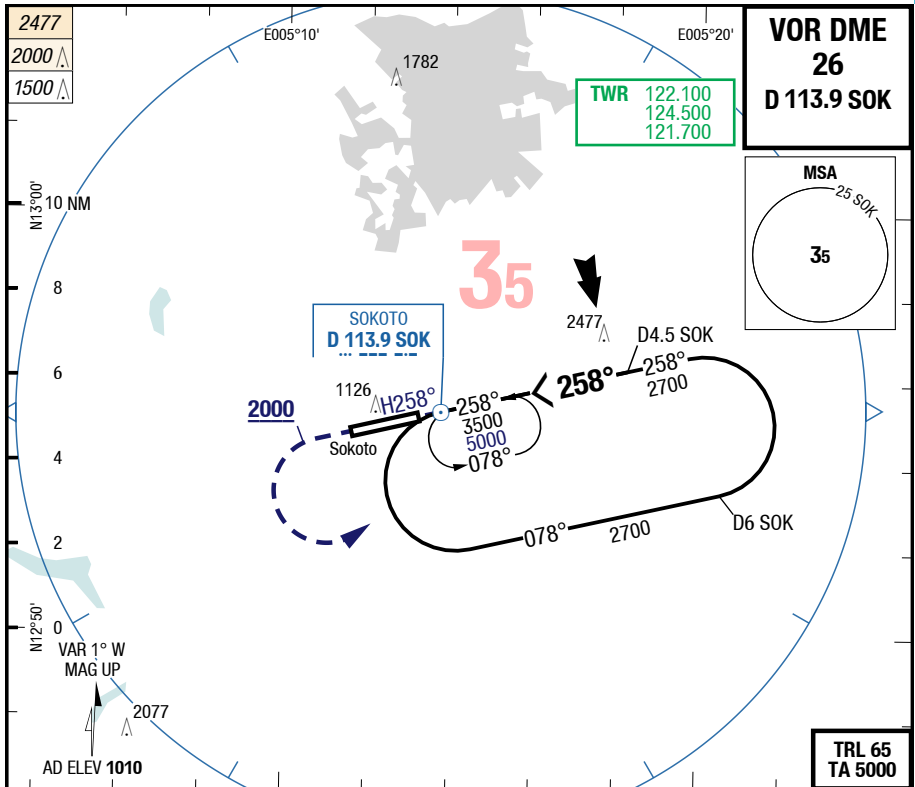 2477
2000
1500
E005°10'
E005°20'
1782
TWR 122.100
124.500
121.700
VOR DME
26
D 113.9 SOK
MSA
25 SOK
35
N13°00'
10 NM
8
6
4
2
0
N12°50'
35
SOKOTO
D 113.9 SOK
2477
D4.5 SOK
258°
258°
2700
1126
H258°
258°
3500
5000
078°
2000
Sokoto
D6 SOK
078°
2700
VAR 1° W
MAG UP
2077
AD ELEV 1010
TRL 65
TA 5000